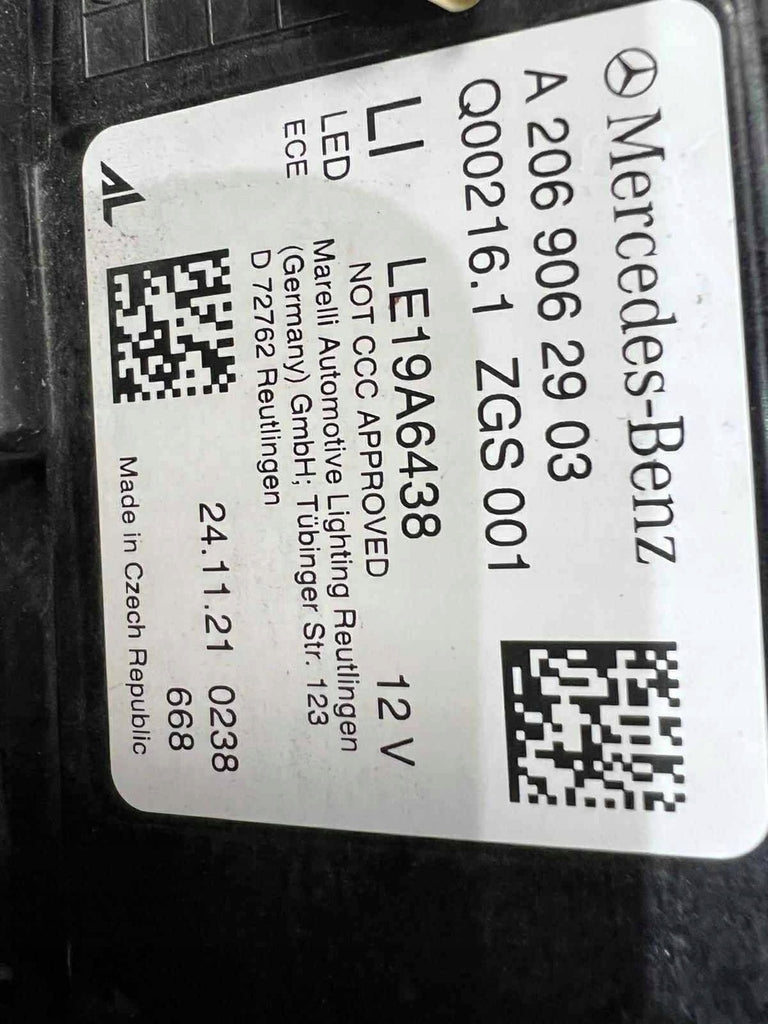 Mercedes-Benz
A 206 906 29 03
Q00216.1 ZGS 001
LI LE19A6438 12 V
LED NOT CCC APPROVED
ECE Marelli Automotive Lighting Reutlingen
(Germany) GmbH; Tübinger Str. 123
D 72762 Reutlingen
24.11.21 0238
668
AL Made in Czech Republic